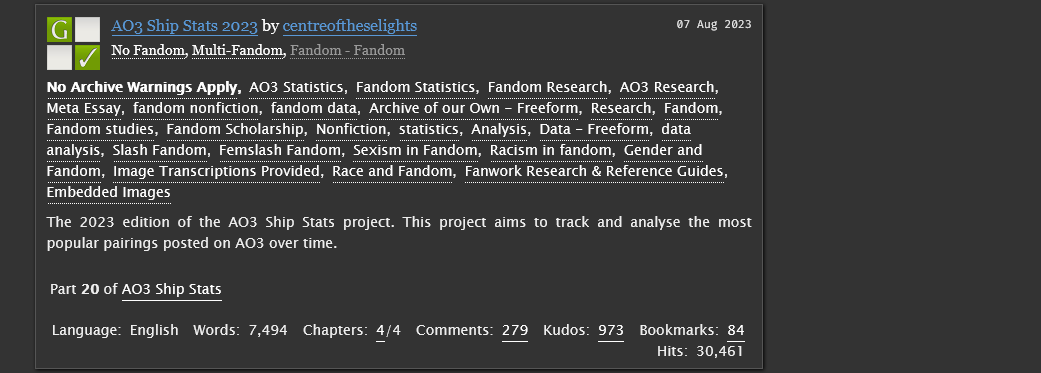 G AO3 Ship Stats 2023 by centreoftheselights 07 Aug 2023
✓ No Fandom, Multi-Fandom, Fandom - Fandom
No Archive Warnings Apply, AO3 Statistics, Fandom Statistics, Fandom Research, AO3 Research,
Meta Essay, fandom nonfiction, fandom data, Archive of our Own - Freeform, Research, Fandom,
Fandom studies, Fandom Scholarship, Nonfiction, statistics, Analysis, Data - Freeform, data
analysis, Slash Fandom, Femslash Fandom, Sexism in Fandom, Racism in fandom, Gender and
Fandom, Image Transcriptions Provided, Race and Fandom, Fanwork Research & Reference Guides,
Embedded Images
The 2023 edition of the AO3 Ship Stats project. This project aims to track and analyse the most
popular pairings posted on AO3 over time.
Part 20 of AO3 Ship Stats
Language: English Words: 7,494 Chapters: 4/4 Comments: 279 Kudos: 973 Bookmarks: 84
Hits: 30,461